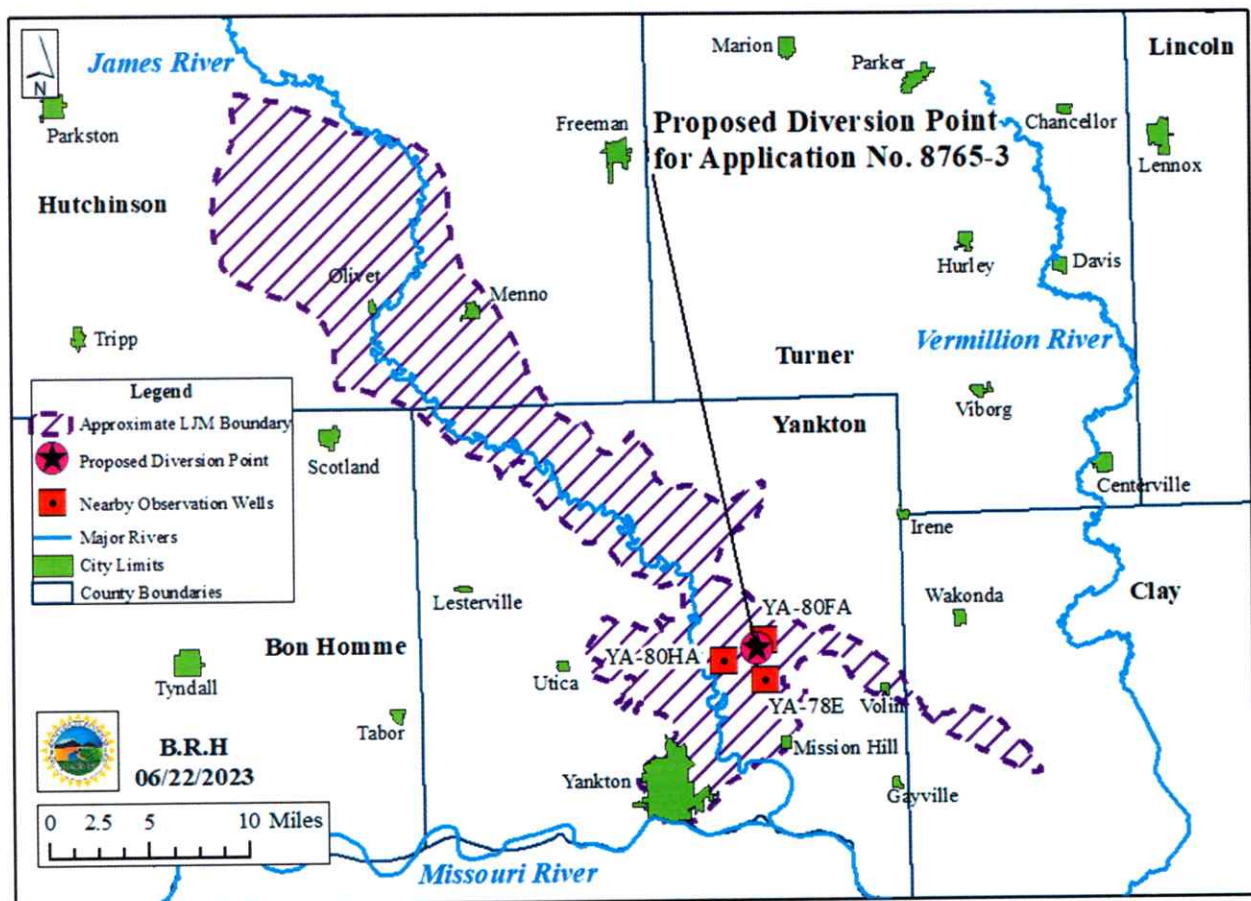 James River
N
Parkston
Hutchinson
Marion
Parker
Lincoln
Freeman
Proposed Diversion Point
for Application No. 8765-3
Chancellor
Lennox
Olivet
Menno
Hurley
Davis
Tripp
Turner
Vermillion River
Legend
Approximate LJM Boundary
Proposed Diversion Point
Nearby Observation Wells
Major Rivers
City Limits
County Boundaries
Scotland
Yankton
Viborg
Centerville
Irene
Lesterville
Wakonda
Clay
YA-80FA
Bon Homme
YA-80HA
Tyndall
Utica
YA-78E
Volin
Tabor
B.R.H
06/22/2023
Mission Hill
Yankton
Gayville
0 2.5 5 10 Miles
Missouri River